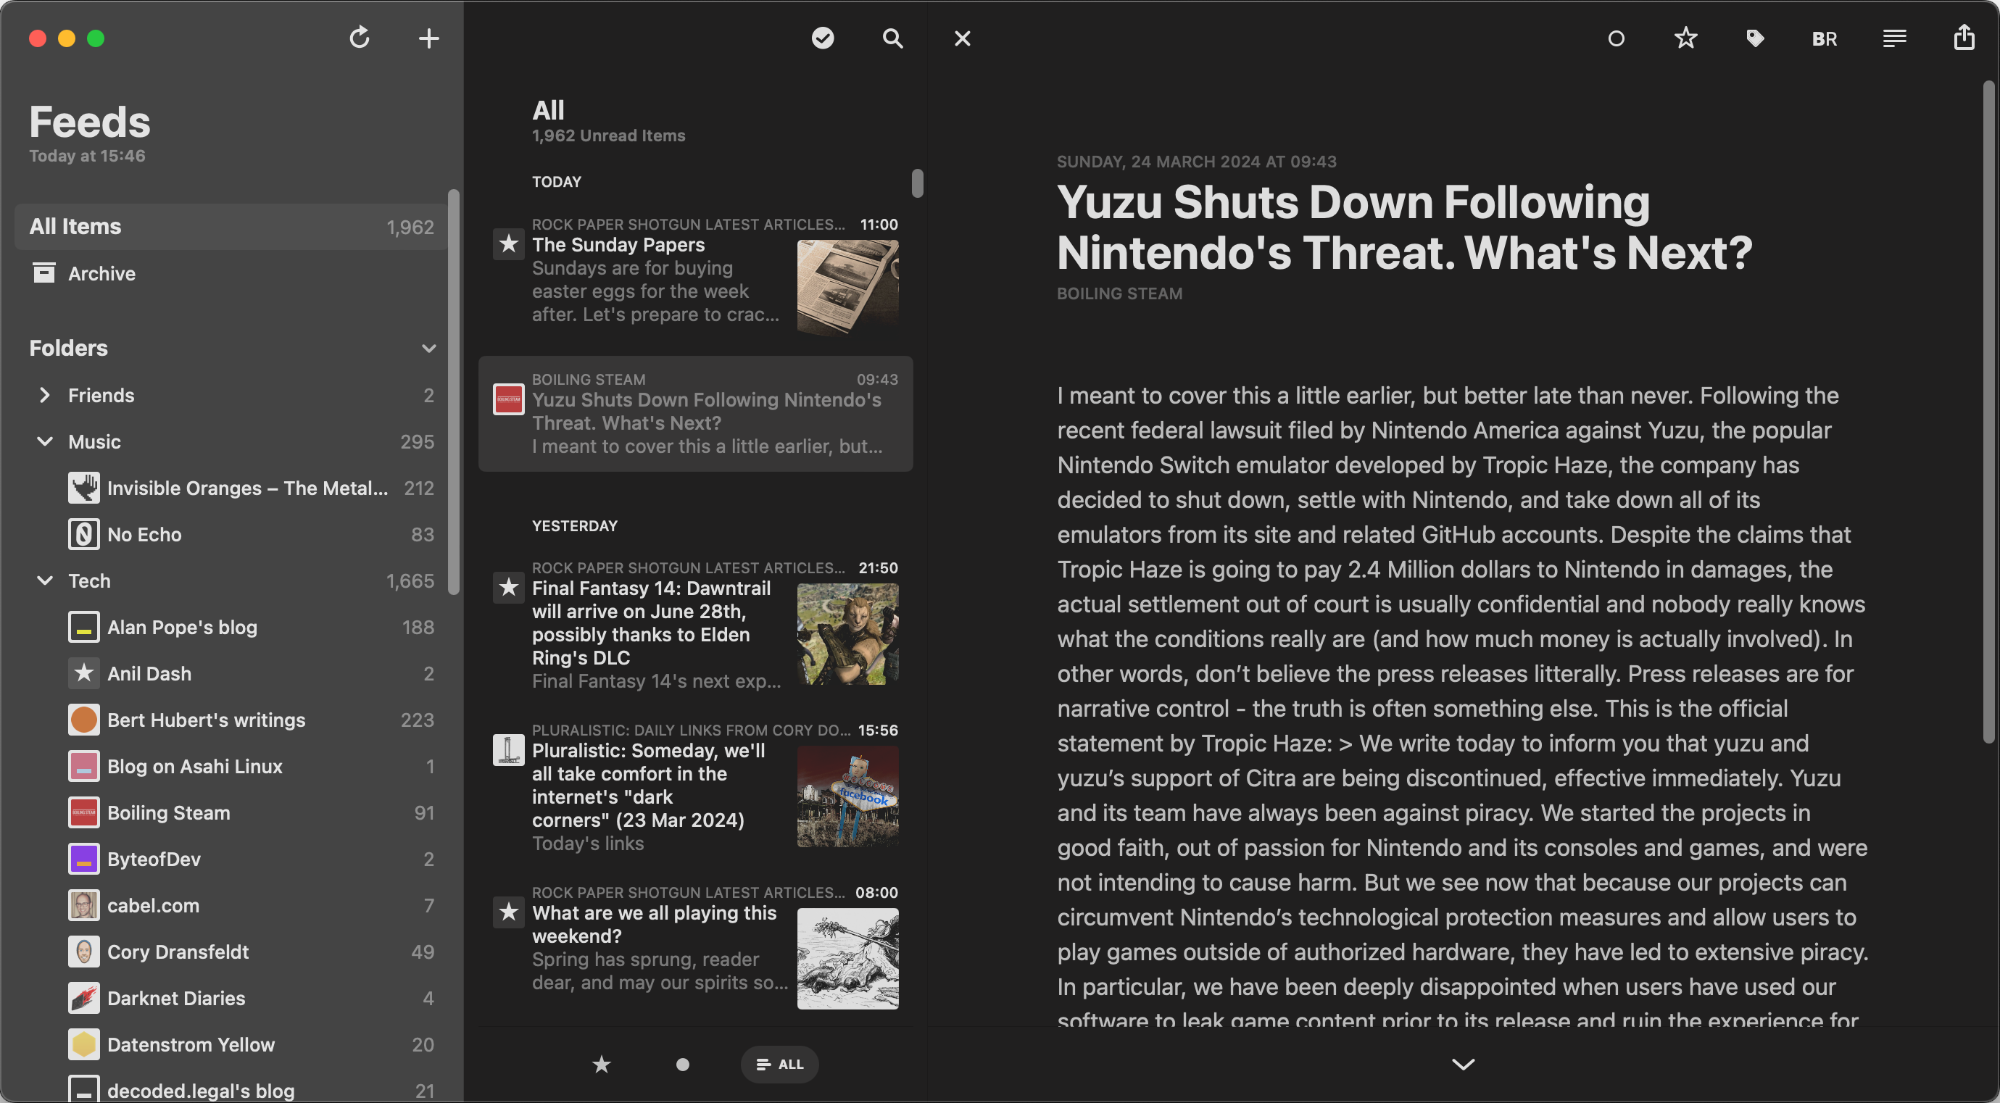 Feeds
Today at 15:46
All Items 1,962
Archive
Folders
Friends 2
Music 295
Invisible Oranges – The Metal... 212
No Echo 83
Tech 1,665
Alan Pope's blog 188
Anil Dash 2
Bert Hubert's writings 223
Blog on Asahi Linux 1
Boiling Steam 91
ByteofDev 2
cabel.com 7
Cory Dransfeldt 49
Darknet Diaries 4
Datenstrom Yellow 20
decoded.legal's blog 21
All
1,962 Unread Items
TODAY
ROCK PAPER SHOTGUN LATEST ARTICLES... 11:00
The Sunday Papers
Sundays are for buying
easter eggs for the week
after. Let's prepare to crac...
BOILING STEAM 09:43
Yuzu Shuts Down Following Nintendo's
Threat. What's Next?
I meant to cover this a little earlier, but...
YESTERDAY
ROCK PAPER SHOTGUN LATEST ARTICLES... 21:50
Final Fantasy 14: Dawntrail
will arrive on June 28th,
possibly thanks to Elden
Ring's DLC
Final Fantasy 14's next exp...
PLURALISTIC: DAILY LINKS FROM CORY DO... 15:56
Pluralistic: Someday, we'll
all take comfort in the
internet's "dark
corners" (23 Mar 2024)
Today's links
facebook
ROCK PAPER SHOTGUN LATEST ARTICLES... 08:00
What are we all playing this
weekend?
Spring has sprung, reader
dear, and may our spirits so...
ALL
BR
SUNDAY, 24 MARCH 2024 AT 09:43
Yuzu Shuts Down Following
Nintendo's Threat. What's Next?
BOILING STEAM
I meant to cover this a little earlier, but better late than never. Following the
recent federal lawsuit filed by Nintendo America against Yuzu, the popular
Nintendo Switch emulator developed by Tropic Haze, the company has
decided to shut down, settle with Nintendo, and take down all of its
emulators from its site and related GitHub accounts. Despite the claims that
Tropic Haze is going to pay 2.4 Million dollars to Nintendo in damages, the
actual settlement out of court is usually confidential and nobody really knows
what the conditions really are (and how much money is actually involved). In
other words, don’t believe the press releases litterally. Press releases are for
narrative control - the truth is often something else. This is the official
statement by Tropic Haze: > We write today to inform you that yuzu and
yuzu’s support of Citra are being discontinued, effective immediately. Yuzu
and its team have always been against piracy. We started the projects in
good faith, out of passion for Nintendo and its consoles and games, and were
not intending to cause harm. But we see now that because our projects can
circumvent Nintendo’s technological protection measures and allow users to
play games outside of authorized hardware, they have led to extensive piracy.
In particular, we have been deeply disappointed when users have used our
software to leak game content prior to its release and ruin the experience for